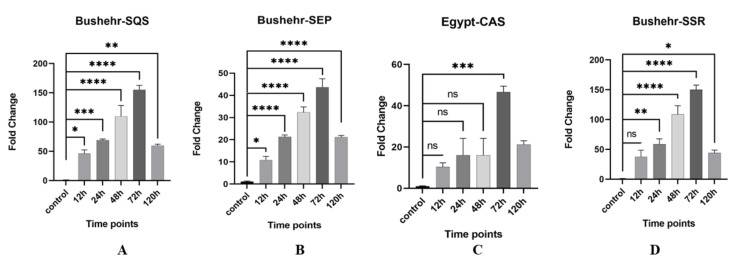 Bushehr-SQS
Fold Change
200
150
100
50
0
**
****
****
***
*
control
12h
24h
48h
72h
120h
Time points
A
Bushehr-SEP
Fold Change
50
40
30
20
10
0
****
****
****
****
*
control
12h
24h
48h
72h
120h
Time points
B
Egypt-CAS
Fold Change
60
40
20
0
***
ns
ns
ns
control
12h
24h
48h
72h
120h
Time points
C
Bushehr-SSR
Fold Change
200
150
100
50
0
*
****
****
**
ns
control
12h
24h
48h
72h
120h
Time points
D